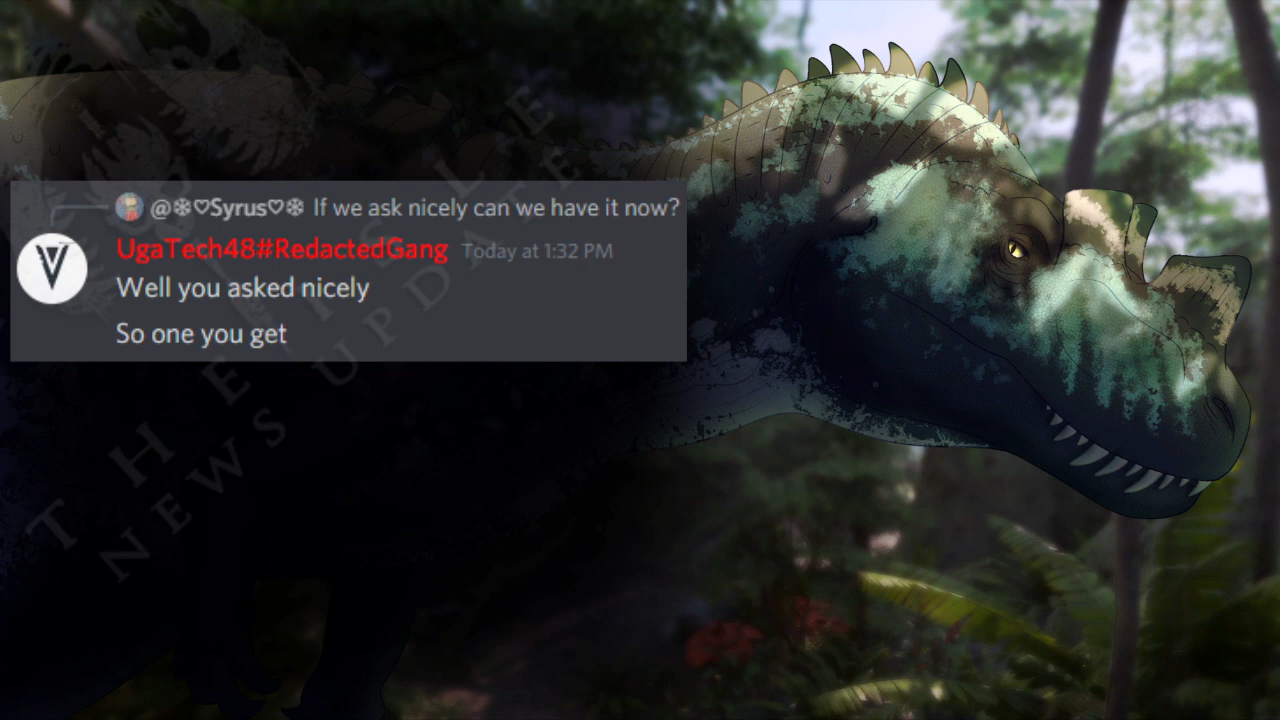 @❄♡Syrus♡❄ If we ask nicely can we have it now?
UgaTech48#RedactedGang Today at 1:32 PM
Well you asked nicely
So one you get
THE ISLE
NEWS UPDATE